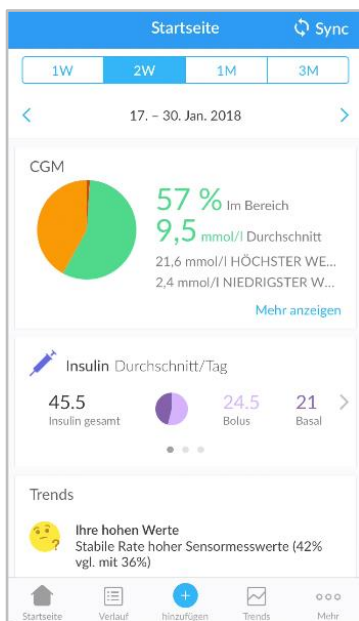 Startseite Sync
1W 2W 1M 3M
17. – 30. Jan. 2018
CGM
57 % Im Bereich
9,5 mmol/l Durchschnitt
21,6 mmol/l HÖCHSTER WE...
2,4 mmol/l NIEDRIGSTER W...
Mehr anzeigen
Insulin Durchschnitt/Tag
45.5 24.5 21
Insulin gesamt Bolus Basal
Trends
Ihre hohen Werte
Stabile Rate hoher Sensormesswerte (42%
vgl. mit 36%)
Startseite Verlauf hinzufügen Trends Mehr